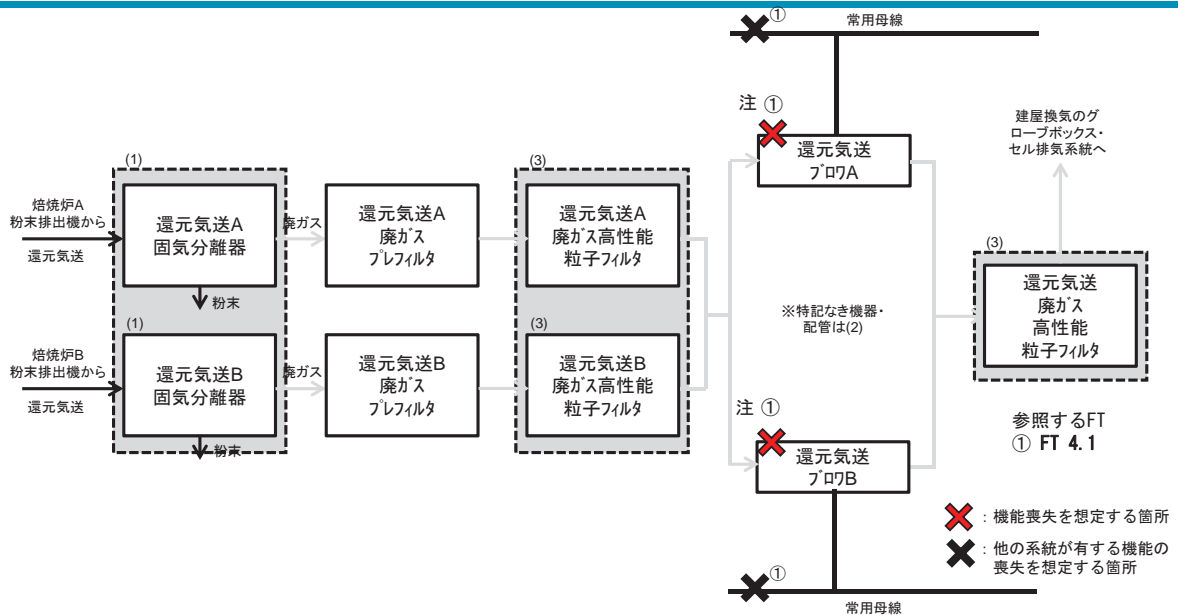 ①
常用母線
注 ①
還元気送
ブロワA
建屋換気のグ
ローブボックス・
セル排気系統へ
(1)
焙焼炉A
粉末排出機から
還元気送
還元気送A
固気分離器
粉末
廃ガス
還元気送A
廃ガス
プレフィルタ
(3)
還元気送A
廃ガス高性能
粒子フィルタ
(1)
焙焼炉B
粉末排出機から
還元気送
還元気送B
固気分離器
粉末
廃ガス
還元気送B
廃ガス
プレフィルタ
(3)
還元気送B
廃ガス高性能
粒子フィルタ
※特記なき機器・
配管は(2)
(3)
還元気送
廃ガス
高性能
粒子フィルタ
注 ①
還元気送
ブロワB
参照するFT
① FT 4.1
：機能喪失を想定する箇所
：他の系統が有する機能の
喪失を想定する箇所
①
常用母線